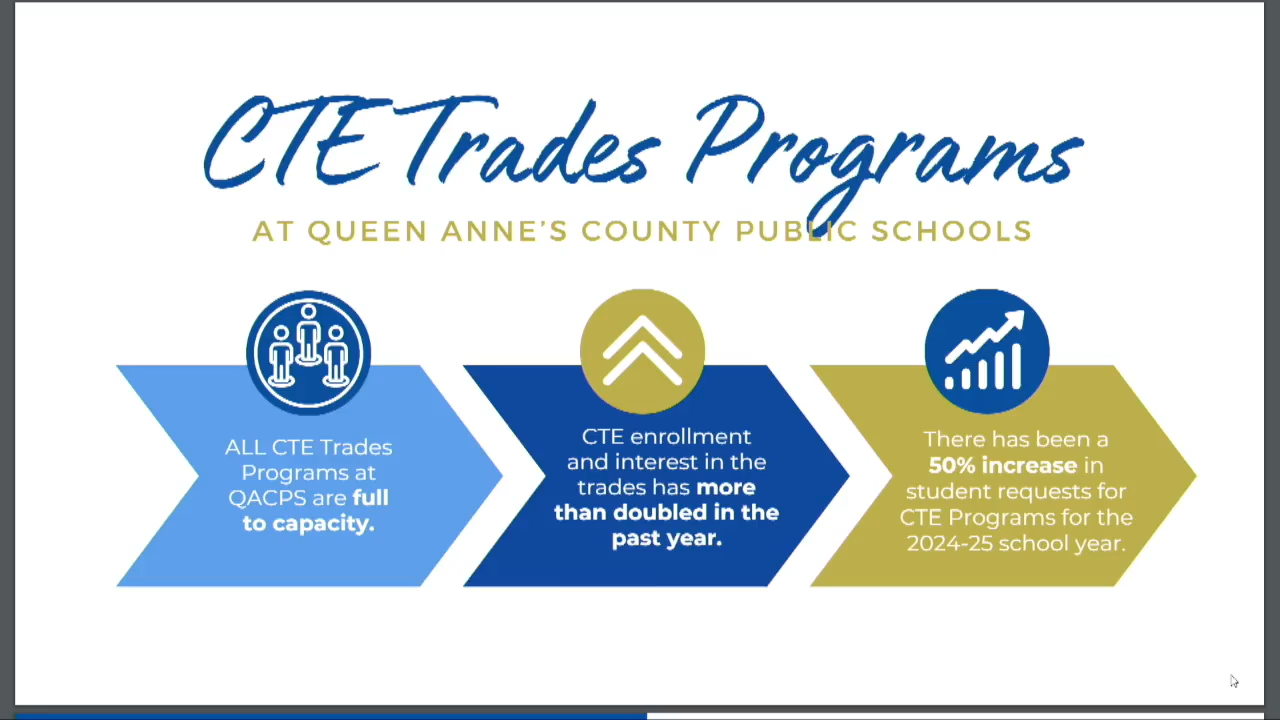 CTE Trades Programs
AT QUEEN ANNE'S COUNTY PUBLIC SCHOOLS
ALL CTE Trades
Programs at
QACPS are full
to capacity.
CTE enrollment
and interest in the
trades has more
than doubled in the
past year.
There has been a
50% increase in
student requests for
CTE Programs for the
2024-25 school year.